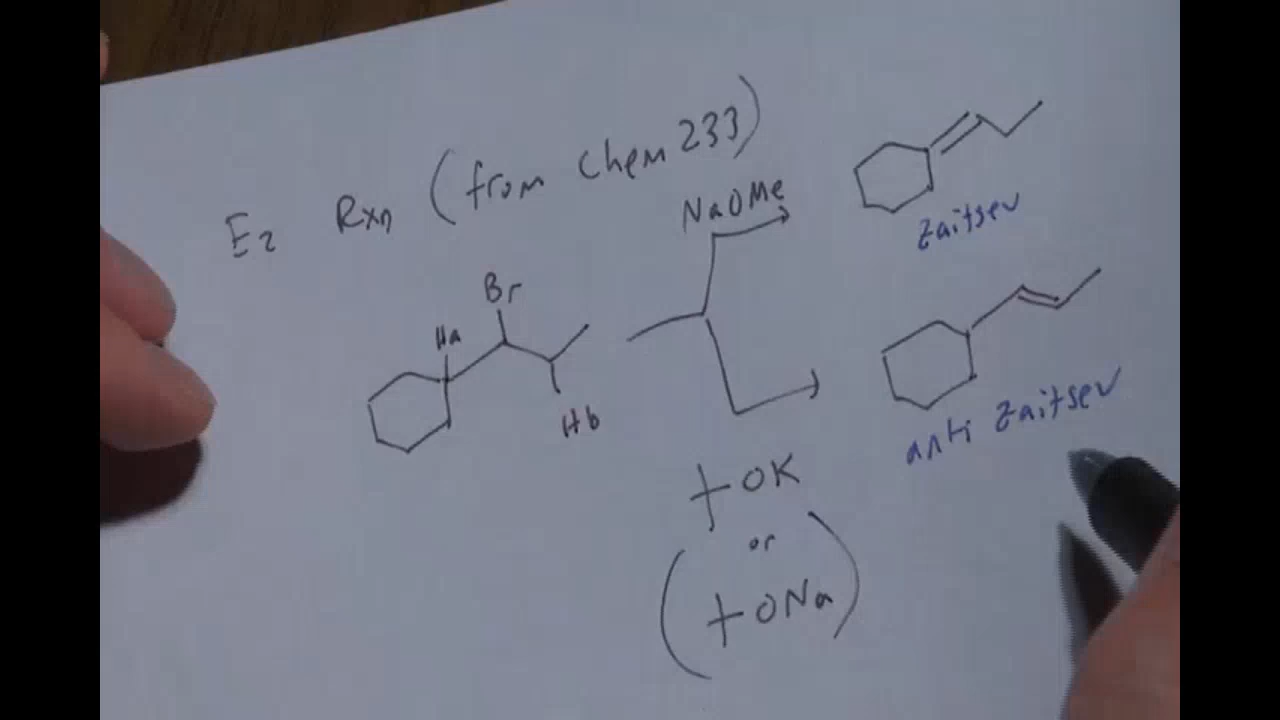 E2 Rxn (from Chem 233)
NaOMe
Zaitsev
Br
Ha
Hb
anti Zaitsev
OK
or
(ONa)